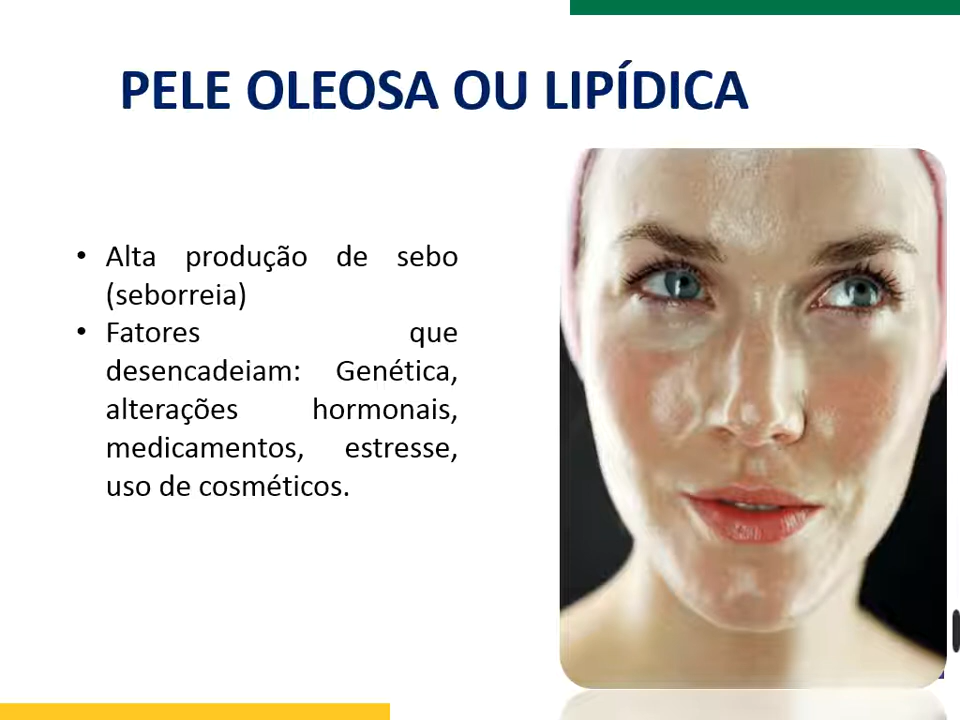 PELE OLEOSA OU LIPÍDICA
• Alta produção de sebo
(seborreia)
• Fatores que
desencadeiam: Genética,
alterações hormonais,
medicamentos, estresse,
uso de cosméticos.